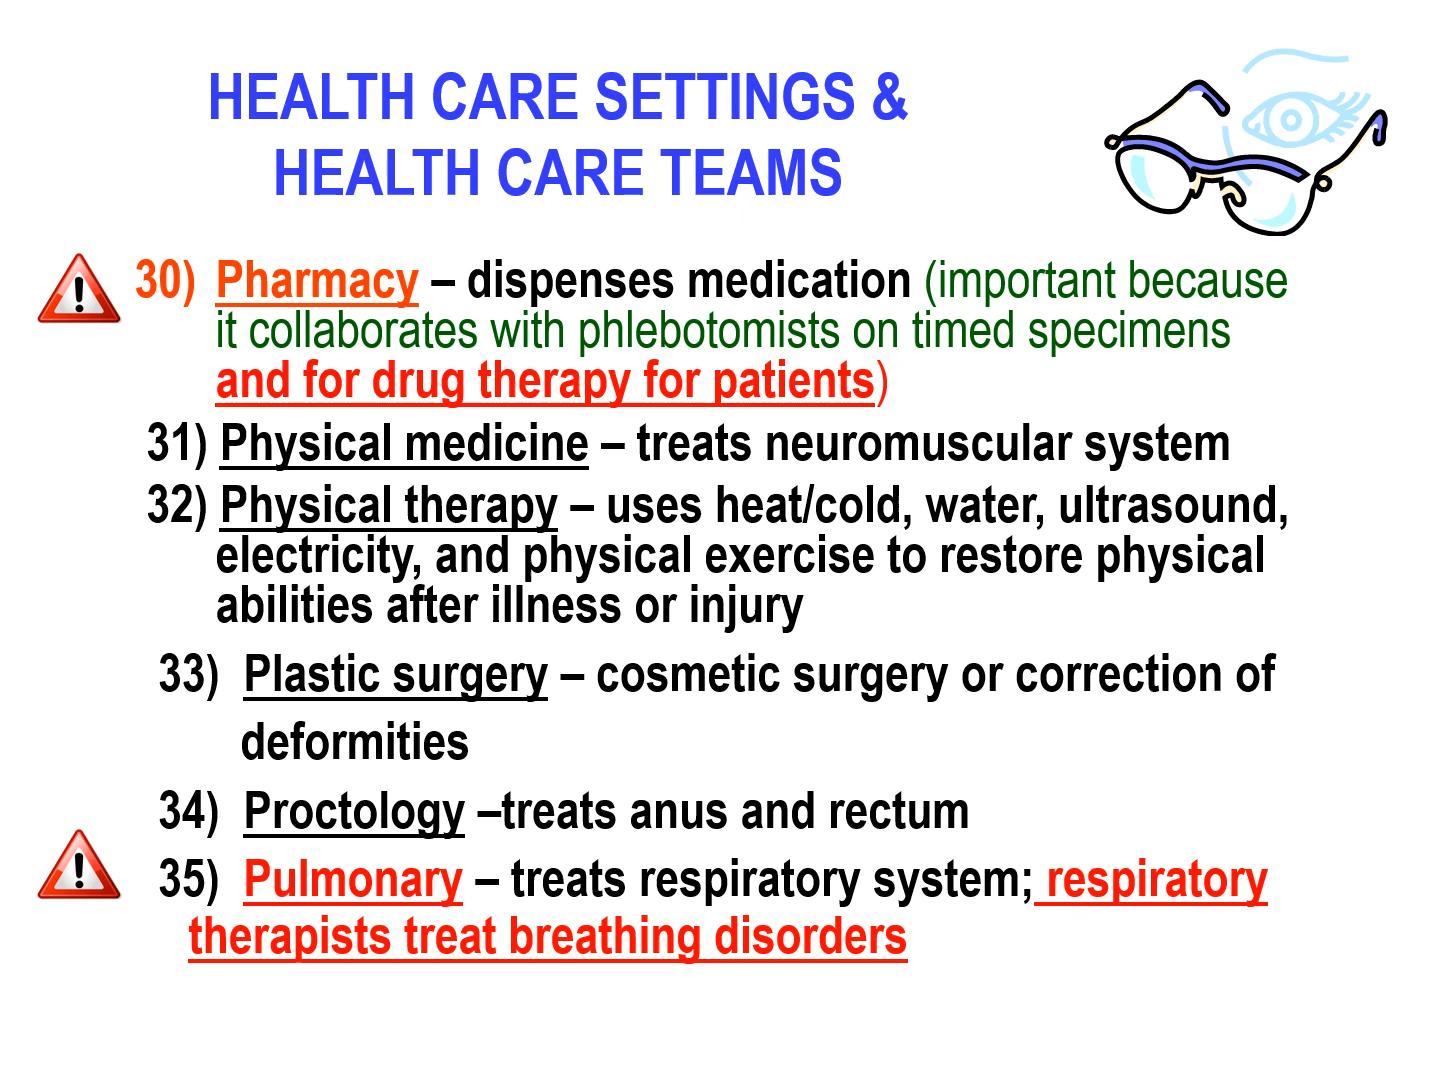 HEALTH CARE SETTINGS &
HEALTH CARE TEAMS
30) Pharmacy – dispenses medication (important because
it collaborates with phlebotomists on timed specimens
and for drug therapy for patients)
31) Physical medicine – treats neuromuscular system
32) Physical therapy – uses heat/cold, water, ultrasound,
electricity, and physical exercise to restore physical
abilities after illness or injury
33) Plastic surgery – cosmetic surgery or correction of
deformities
34) Proctology –treats anus and rectum
35) Pulmonary – treats respiratory system; respiratory
therapists treat breathing disorders